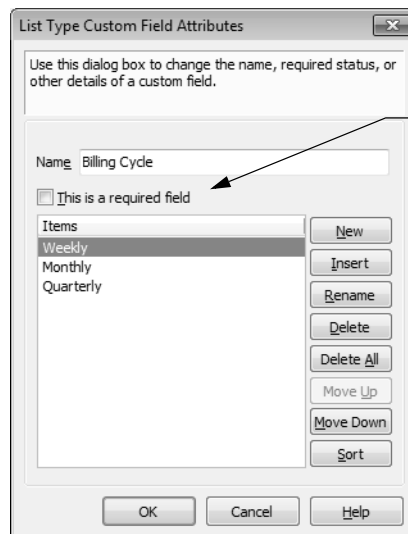 List Type Custom Field Attributes
Use this dialog box to change the name, required status, or
other details of a custom field.
Name Billing Cycle
This is a required field
Items
Weekly
Monthly
Quarterly
New
Insert
Rename
Delete
Delete All
Move Up
Move Down
Sort
OK Cancel Help